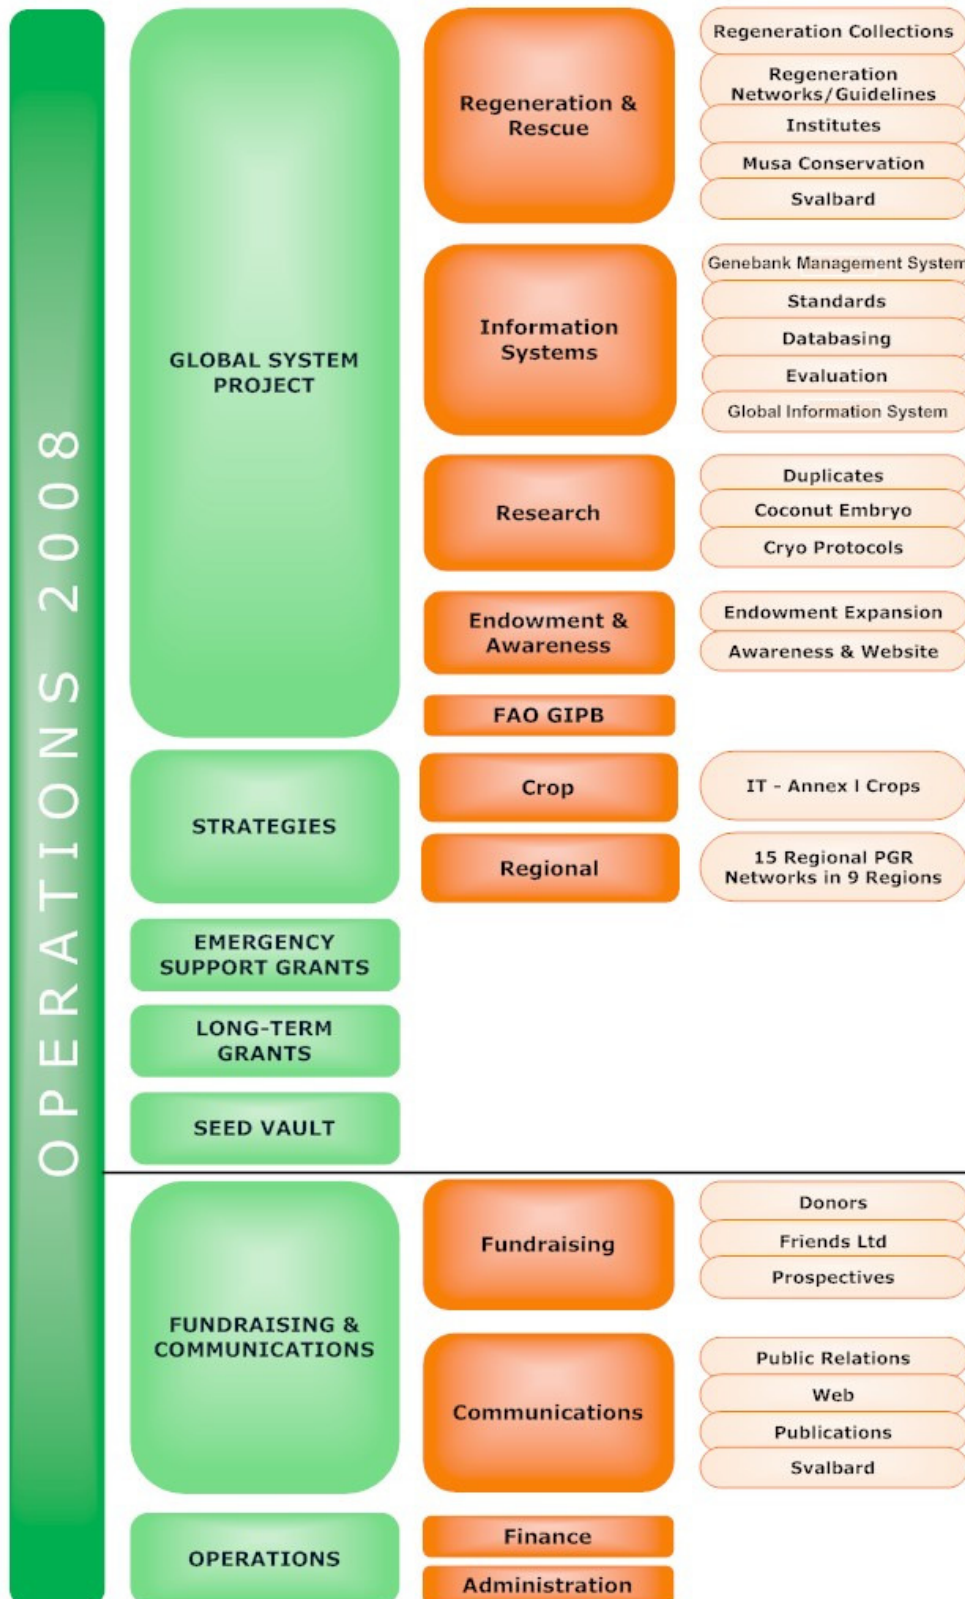 OPERATIONS 2008
GLOBAL SYSTEM
PROJECT
Regeneration &
Rescue
Regeneration Collections
Regeneration
Networks/Guidelines
Institutes
Musa Conservation
Svalbard
Information
Systems
Genebank Management System
Standards
Databasing
Evaluation
Global Information System
Research
Duplicates
Coconut Embryo
Cryo Protocols
Endowment &
Awareness
Endowment Expansion
Awareness & Website
FAO GIPB
STRATEGIES
Crop
IT - Annex I Crops
Regional
15 Regional PGR
Networks in 9 Regions
EMERGENCY
SUPPORT GRANTS
LONG-TERM
GRANTS
SEED VAULT
FUNDRAISING &
COMMUNICATIONS
Fundraising
Donors
Friends Ltd
Prospectives
Communications
Public Relations
Web
Publications
Svalbard
OPERATIONS
Finance
Administration